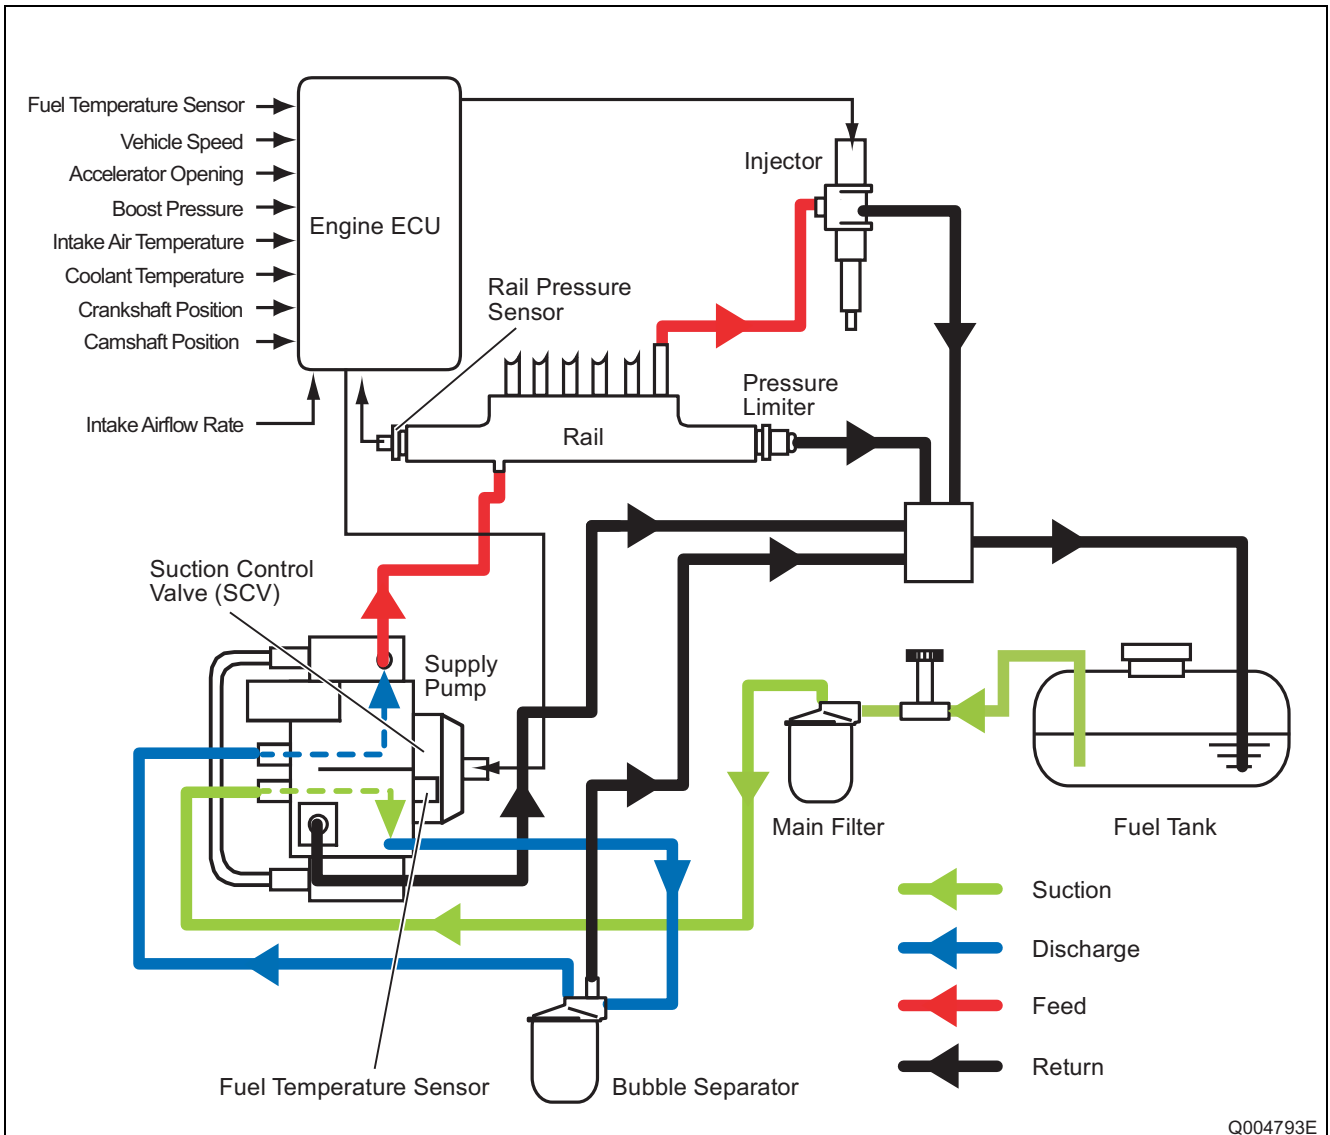 Fuel Temperature Sensor
Vehicle Speed
Accelerator Opening
Boost Pressure
Intake Air Temperature
Coolant Temperature
Crankshaft Position
Camshaft Position
Intake Airflow Rate
Engine ECU
Injector
Rail Pressure
Sensor
Pressure
Limiter
Rail
Suction Control
Valve (SCV)
Supply
Pump
Main Filter
Fuel Tank
Suction
Discharge
Feed
Return
Fuel Temperature Sensor
Bubble Separator
Q004793E